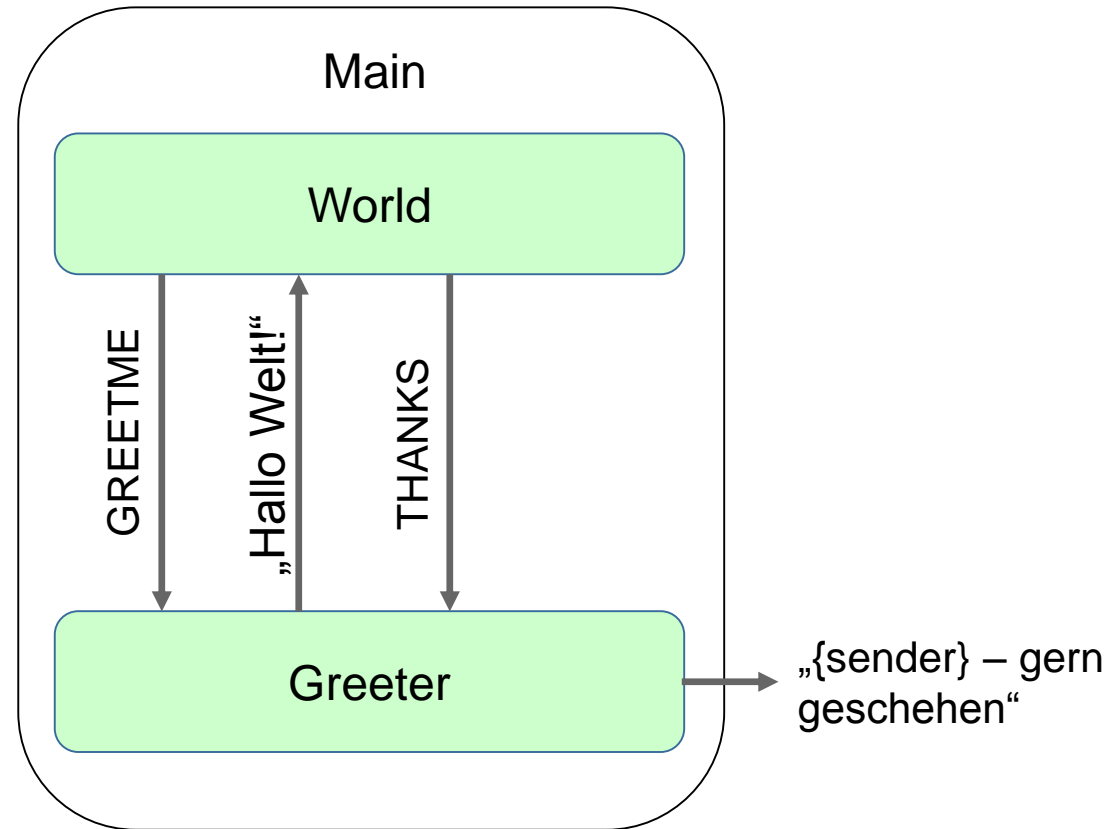 Main
World
GREETME
„Hallo Welt!“
THANKS
Greeter
„{sender} – gern
geschehen“